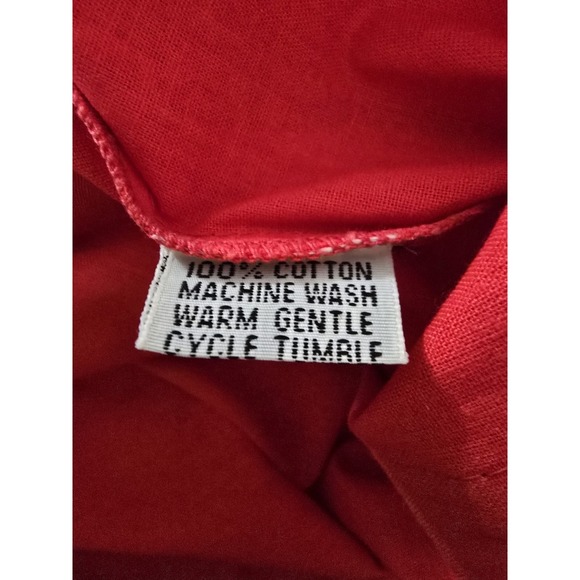 100% COTTON
MACHINE WASH
WARM GENTLE
CYCLE TUMBLE